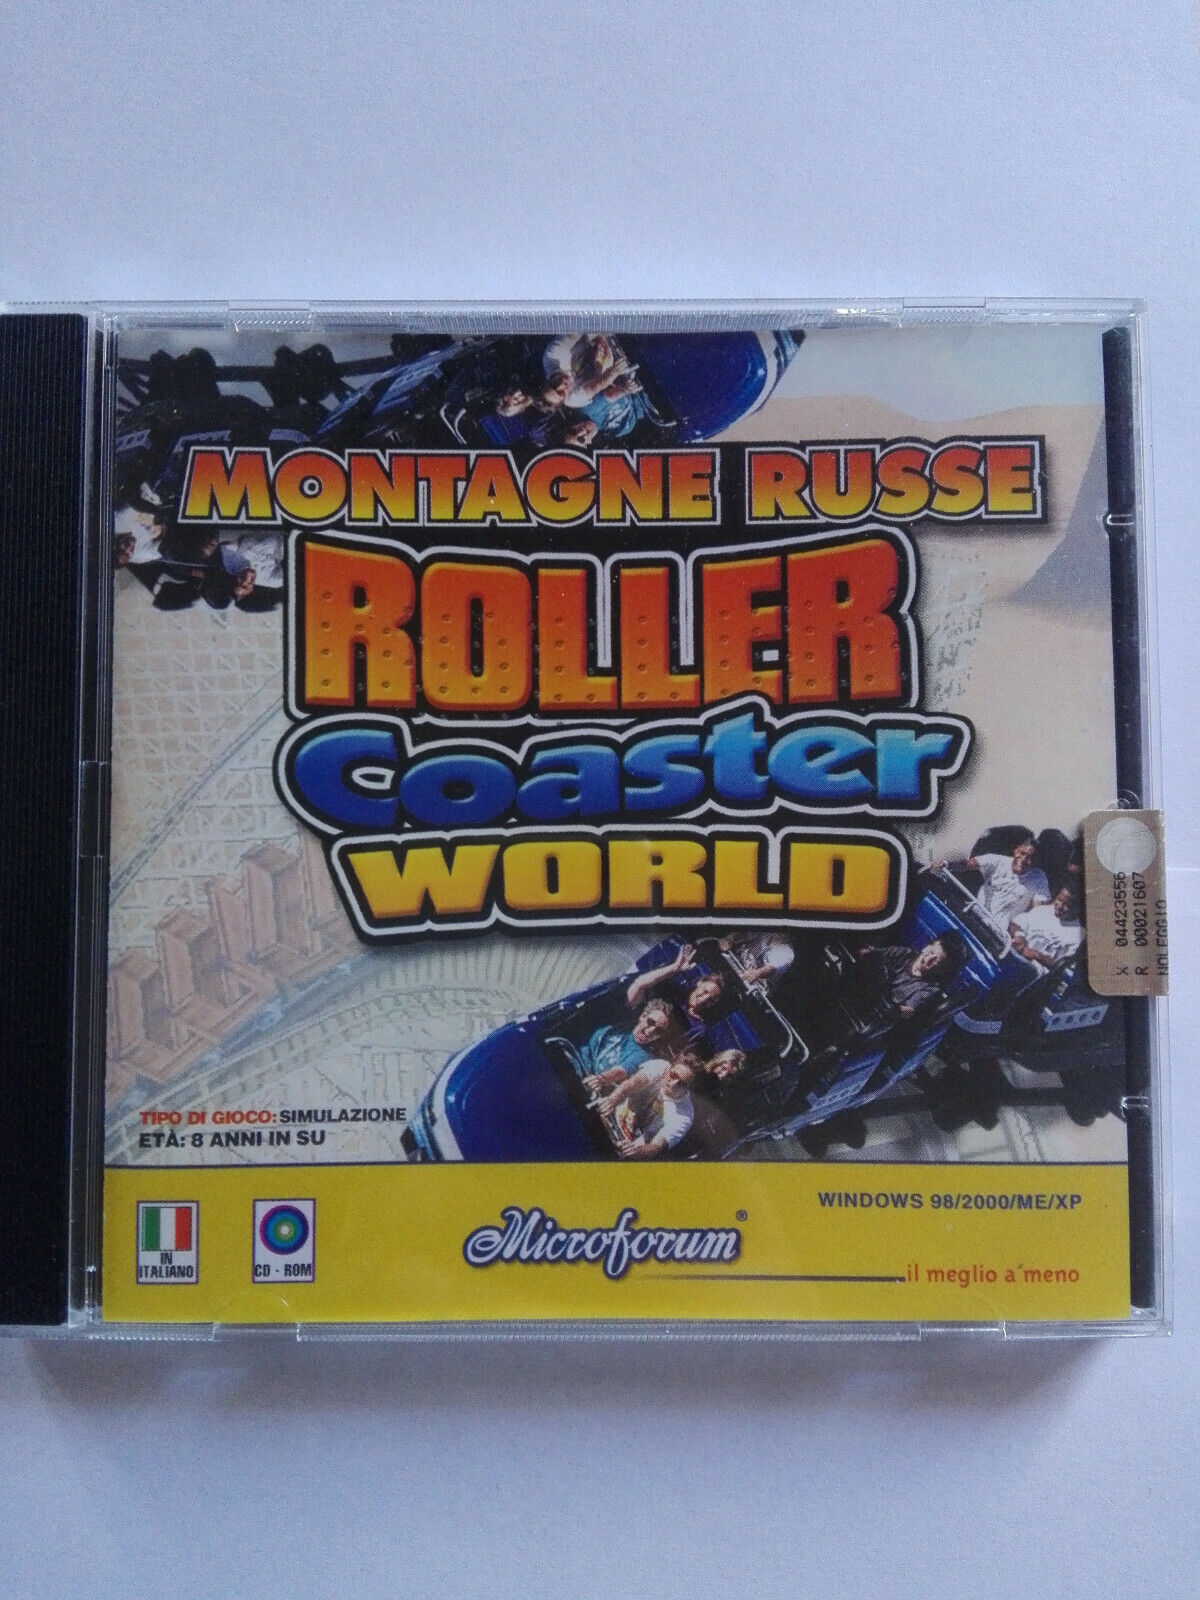 MONTAGNE RUSSE
ROLLER
Coaster
WORLD
X 04423556
R 00021607
NOLEGGIO
TIPO DI GIOCO: SIMULAZIONE
ETÀ: 8 ANNI IN SU
WINDOWS 98/2000/ME/XP
IN
ITALIANO
CD - ROM
Microforum®
il meglio a' meno